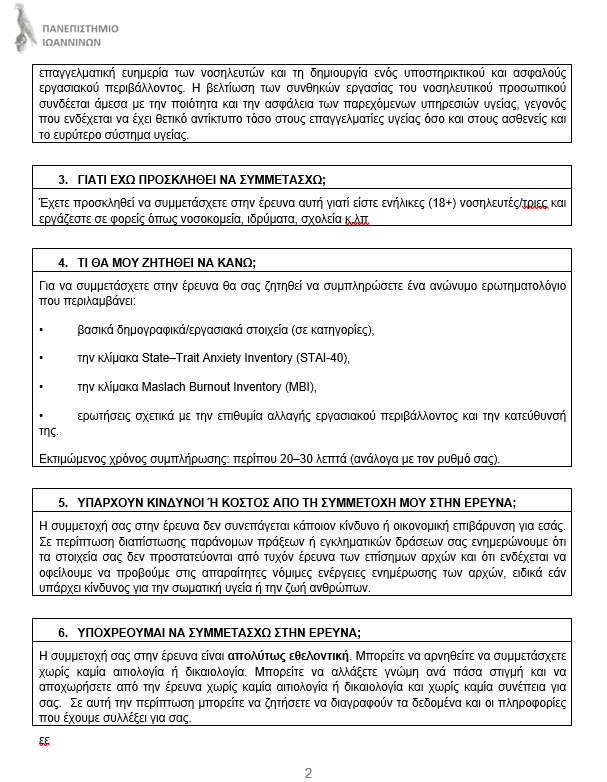 ΠΑΝΕΠΙΣΤΗΜΙΟ
ΙΩΑΝΝΙΝΩΝ
επαγγελματική ευημερία των νοσηλευτών και τη δημιουργία ενός υποστηρικτικού και ασφαλούς
εργασιακού περιβάλλοντος. Η βελτίωση των συνθηκών εργασίας του νοσηλευτικού προσωπικού
συνδέεται άμεσα με την ποιότητα και την ασφάλεια των παρεχόμενων υπηρεσιών υγείας, γεγονός
που ενδέχεται να έχει θετικό αντίκτυπο τόσο στους επαγγελματίες υγείας όσο και στους ασθενείς και
το ευρύτερο σύστημα υγείας.
3. ΓΙΑΤΙ ΕΧΩ ΠΡΟΣΚΛΗΘΕΙ ΝΑ ΣΥΜΜΕΤΑΣΧΩ;
Έχετε προσκληθεί να συμμετάσχετε στην έρευνα αυτή γιατί είστε ενήλικες (18+) νοσηλευτές/τριες και
εργάζεστε σε φορείς όπως νοσοκομεία, ιδρύματα, σχολεία κ.λπ
4. ΤΙ ΘΑ ΜΟΥ ΖΗΤΗΘΕΙ ΝΑ ΚΑΝΩ;
Για να συμμετάσχετε στην έρευνα θα σας ζητηθεί να συμπληρώσετε ένα ανώνυμο ερωτηματολόγιο
που περιλαμβάνει:
• βασικά δημογραφικά/εργασιακά στοιχεία (σε κατηγορίες),
• την κλίμακα State–Trait Anxiety Inventory (STAI-40),
• την κλίμακα Maslach Burnout Inventory (MBI),
• ερωτήσεις σχετικά με την επιθυμία αλλαγής εργασιακού περιβάλλοντος και την κατεύθυνσή
της.
Εκτιμώμενος χρόνος συμπλήρωσης: περίπου 20–30 λεπτά (ανάλογα με τον ρυθμό σας).
5. ΥΠΑΡΧΟΥΝ ΚΙΝΔΥΝΟΙ Ή ΚΟΣΤΟΣ ΑΠΟ ΤΗ ΣΥΜΜΕΤΟΧΗ ΜΟΥ ΣΤΗΝ ΕΡΕΥΝΑ;
Η συμμετοχή σας στην έρευνα δεν συνεπάγεται κάποιον κίνδυνο ή οικονομική επιβάρυνση για εσάς.
Σε περίπτωση διαπίστωσης παράνομων πράξεων ή εγκληματικών δράσεων σας ενημερώνουμε ότι
τα στοιχεία σας δεν προστατεύονται από τυχόν έρευνα των επίσημων αρχών και ότι ενδέχεται να
οφείλουμε να προβούμε στις απαραίτητες νόμιμες ενέργειες ενημέρωσης των αρχών, ειδικά εάν
υπάρχει κίνδυνος για την σωματική υγεία ή την ζωή ανθρώπων.
6. ΥΠΟΧΡΕΟΥΜΑΙ ΝΑ ΣΥΜΜΕΤΑΣΧΩ ΣΤΗΝ ΕΡΕΥΝΑ;
Η συμμετοχή σας στην έρευνα είναι απολύτως εθελοντική. Μπορείτε να αρνηθείτε να συμμετάσχετε
χωρίς καμία αιτιολογία ή δικαιολογία. Μπορείτε να αλλάξετε γνώμη ανά πάσα στιγμή και να
αποχωρήσετε από την έρευνα χωρίς καμία αιτιολογία ή δικαιολογία και χωρίς καμία συνέπεια για
σας. Σε αυτή την περίπτωση μπορείτε να ζητήσετε να διαγραφούν τα δεδομένα και οι πληροφορίες
που έχουμε συλλέξει για σας.
εε
2